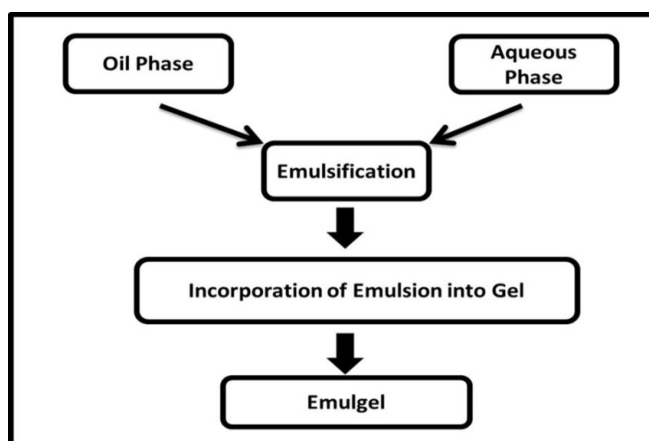 Oil Phase
Aqueous
Phase
Emulsification
Incorporation of Emulsion into Gel
Emulgel